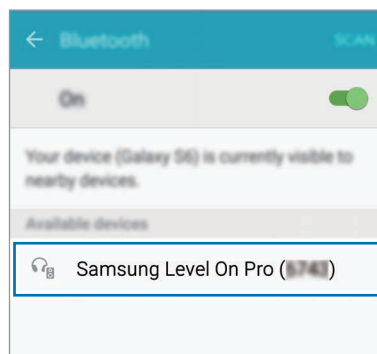 Bluetooth SCAN
On
Your device (Galaxy S6) is currently visible to
nearby devices.
Available devices
Samsung Level On Pro ( )